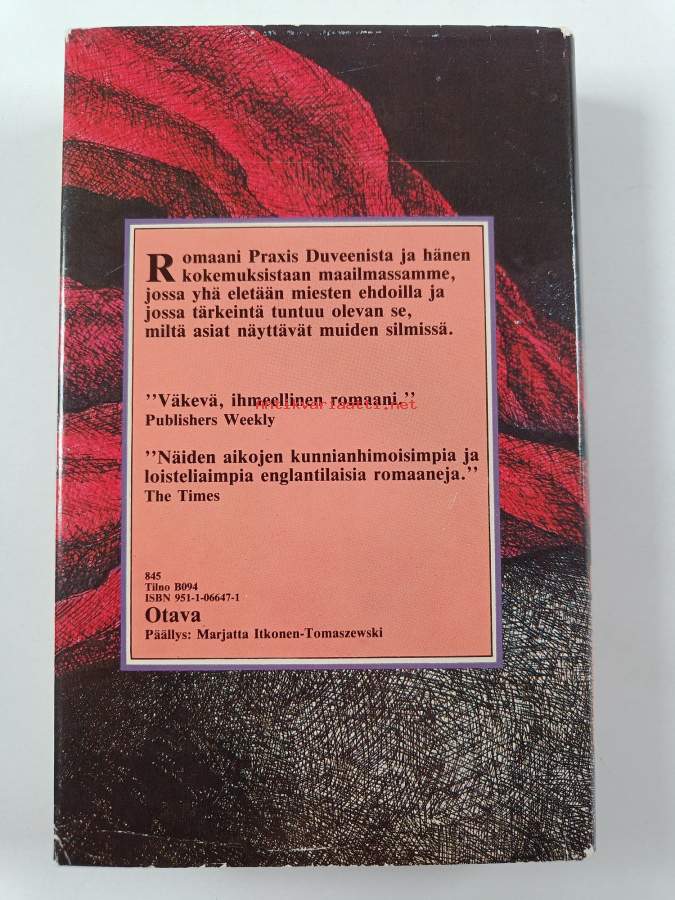 Romaani Praxis Duveenista ja hänen
kokemuksistaan maailmassamme,
jossa yhä eletään miesten ehdoilla ja
jossa tärkeintä tuntuu olevan se,
miltä asiat näyttävät muiden silmissä.
''Väkevä, ihmeellinen romaani.''
Antikvariaatti.net
Publishers Weekly
''Näiden aikojen kunnianhimoisimpia ja
loisteliaimpia englantilaisia romaaneja.''
The Times
845
Tilno B094
ISBN 951-1-06647-1
Otava
Päällys: Marjatta Itkonen-Tomaszewski